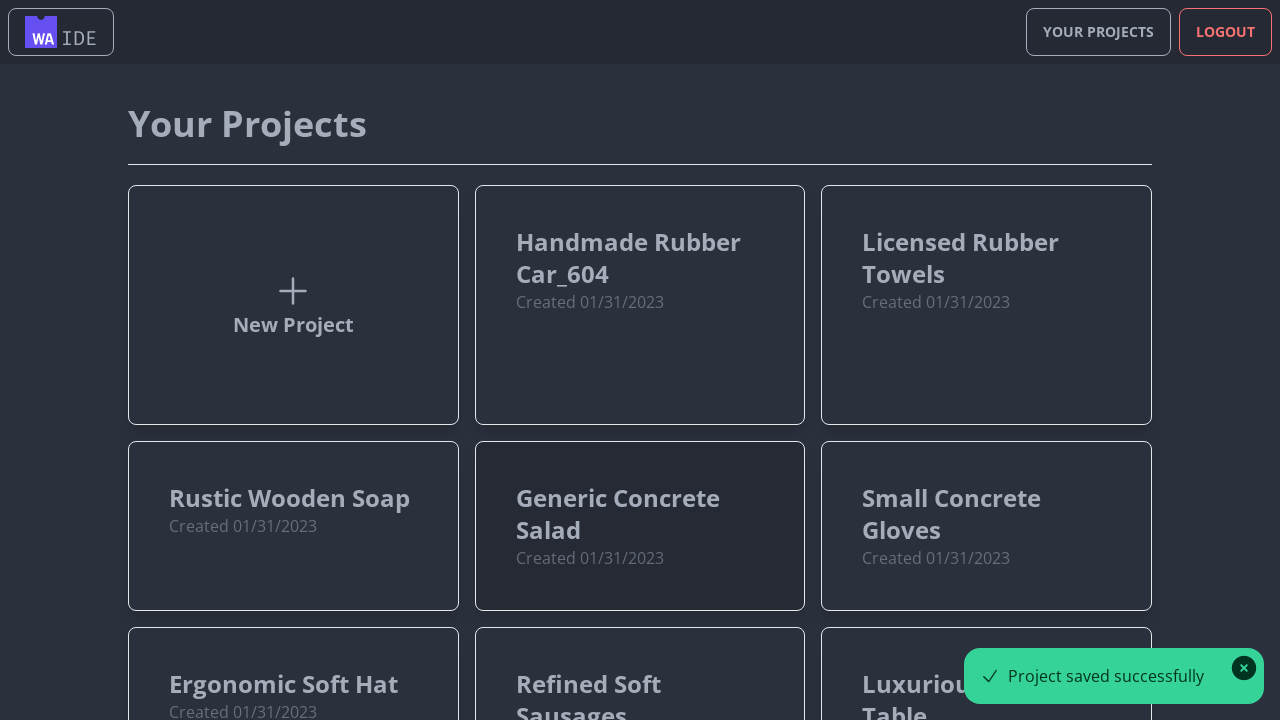 WA IDE
YOUR PROJECTS
LOGOUT
Your Projects
New Project
Handmade Rubber
Car_604
Created 01/31/2023
Licensed Rubber
Towels
Created 01/31/2023
Rustic Wooden Soap
Created 01/31/2023
Generic Concrete
Salad
Created 01/31/2023
Small Concrete
Gloves
Created 01/31/2023
Ergonomic Soft Hat
Created 01/31/2023
Refined Soft
Sausages
Table
Project saved successfully